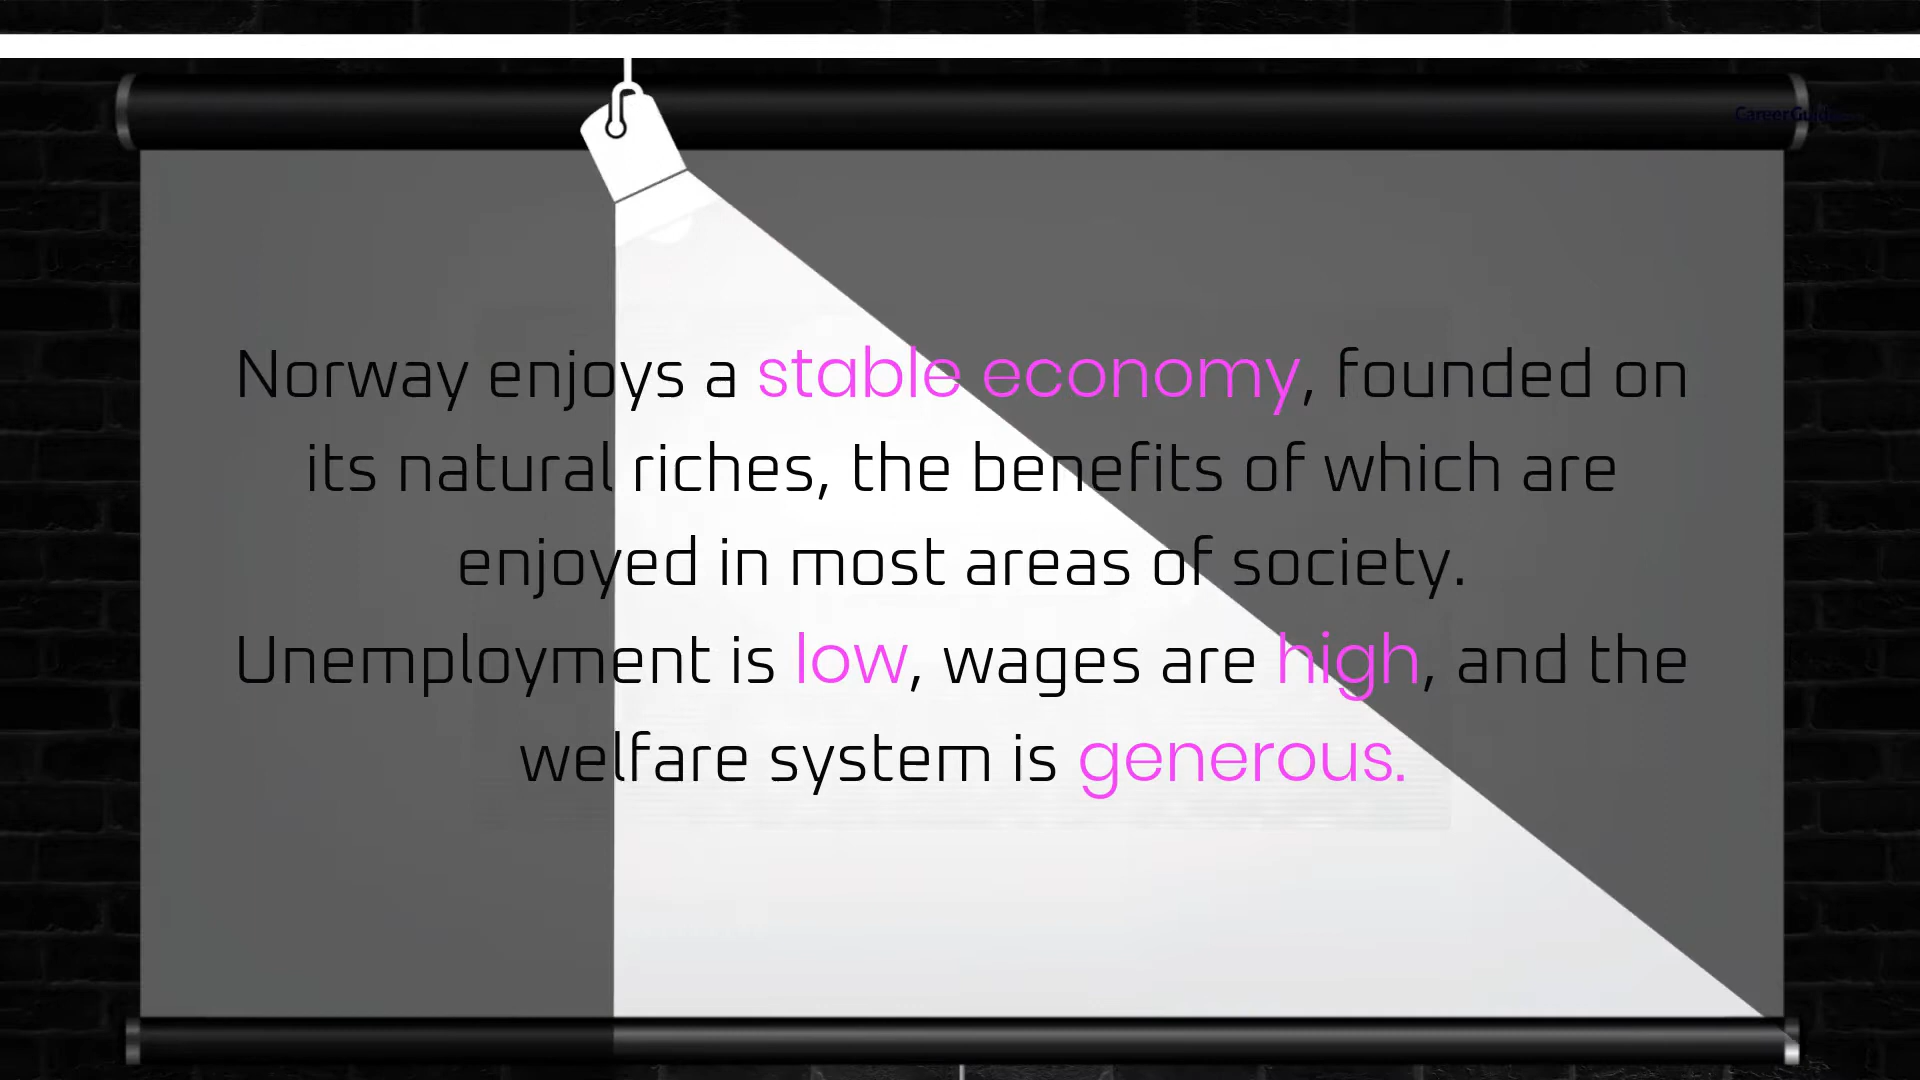 CareerGuide
Norway enjoys a stable economy, founded on
its natural riches, the benefits of which are
enjoyed in most areas of society.
Unemployment is low, wages are high, and the
welfare system is generous.